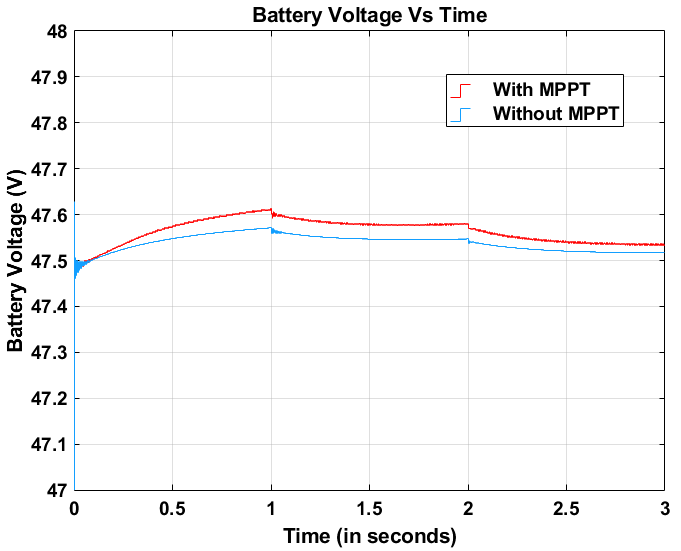 Battery Voltage Vs Time
48
47.9
47.8
47.7
47.6
47.5
47.4
47.3
47.2
47.1
47
Battery Voltage (V)
With MPPT
Without MPPT
0 0.5 1 1.5 2 2.5 3
Time (in seconds)